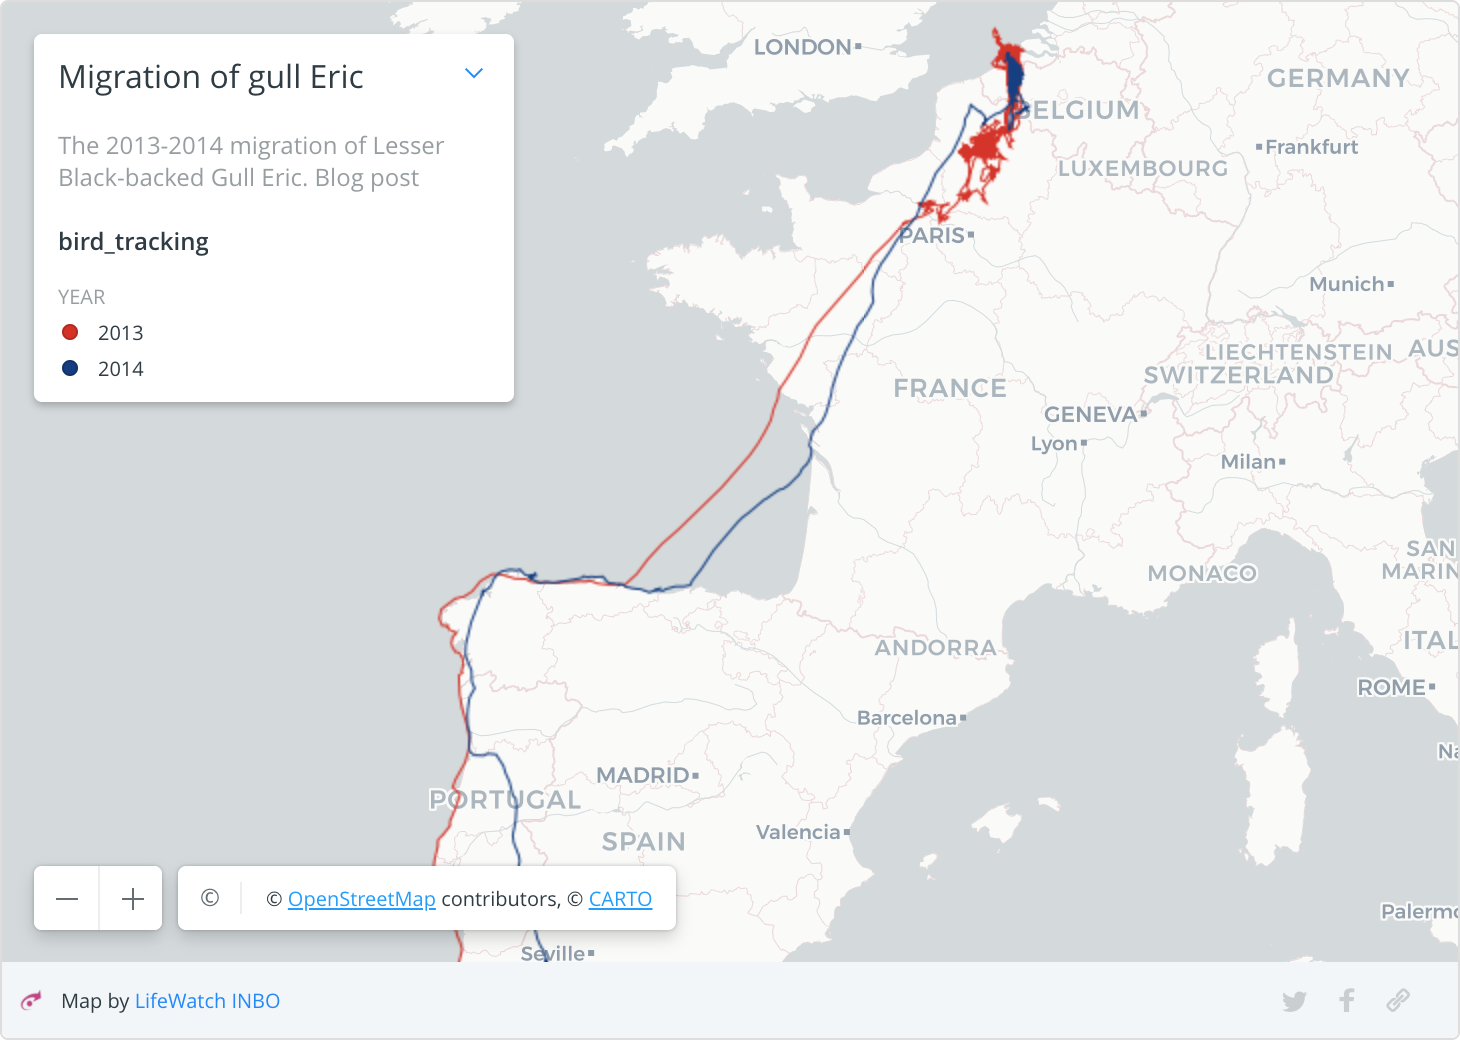 Migration of gull Eric
The 2013-2014 migration of Lesser
Black-backed Gull Eric. Blog post
bird_tracking
YEAR
2013
2014
LONDON
GERMANY
BELGIUM
Frankfurt
LUXEMBOURG
PARIS
Munich
LIECHTENSTEIN
AUS
SWITZERLAND
FRANCE
GENEVA
Lyon
Milan
SAN
MARIN
MONACO
ANDORRA
ITAL
ROME
Barcelona
Na
MADRID
PORTUGAL
Valencia
SPAIN
© © OpenStreetMap contributors, © CARTO
Palermo
Seville
Map by LifeWatch INBO